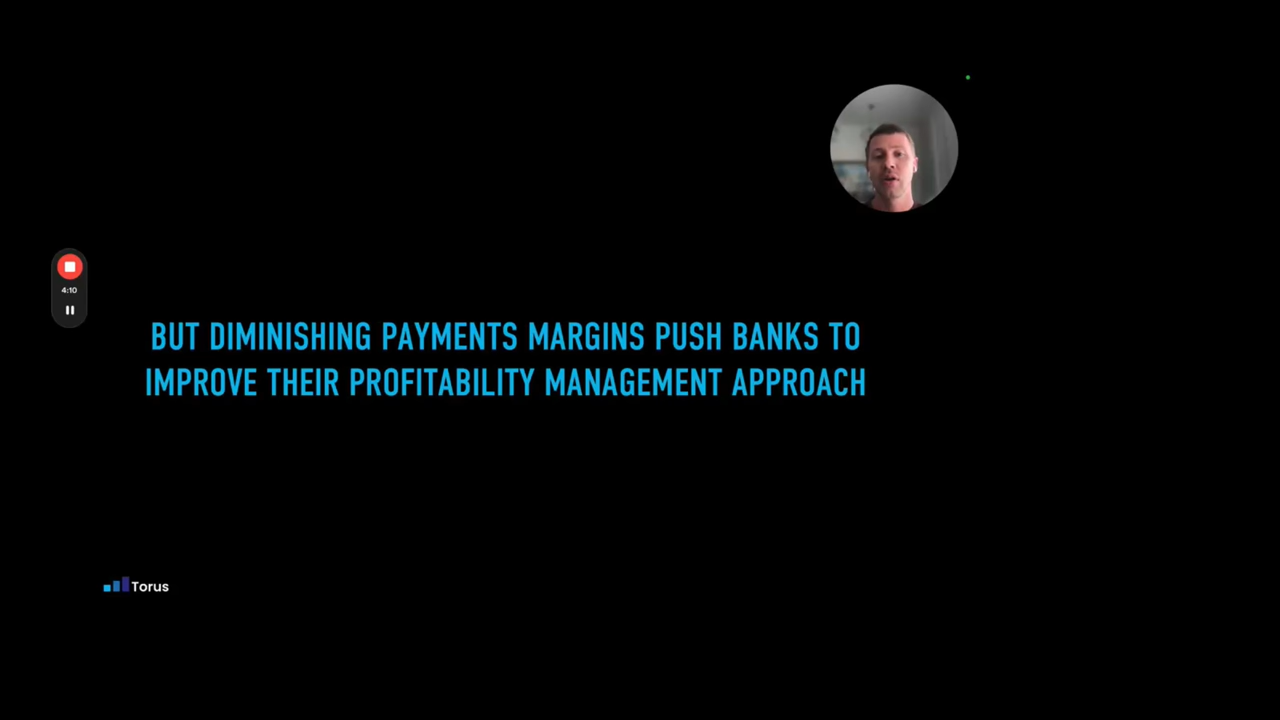 4:10
BUT DIMINISHING PAYMENTS MARGINS PUSH BANKS TO
IMPROVE THEIR PROFITABILITY MANAGEMENT APPROACH
Torus